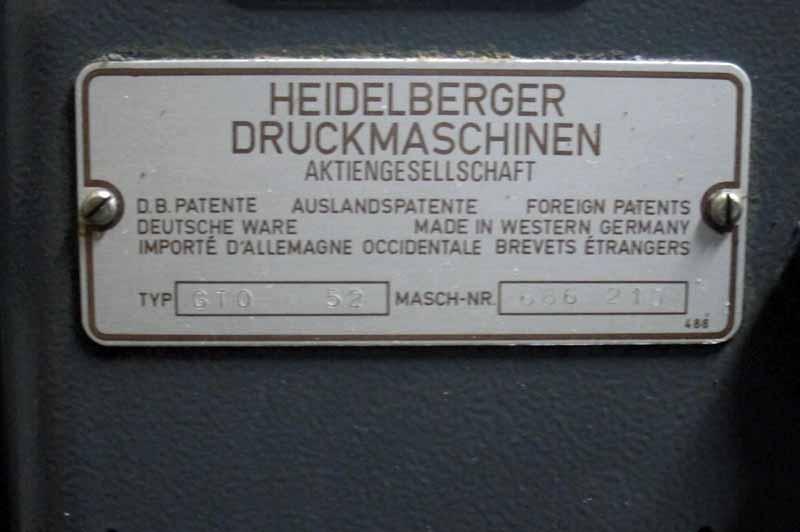 HEIDELBERGER
DRUCKMASCHINEN
AKTIENGESELLSCHAFT
D.B. PATENTE AUSLANDSPATENTE FOREIGN PATENTS
DEUTSCHE WARE MADE IN WESTERN GERMANY
IMPORTÉ D'ALLEMAGNE OCCIDENTALE BREVETS ÉTRANGERS
TYP GTO 52 MASCH-NR.
486